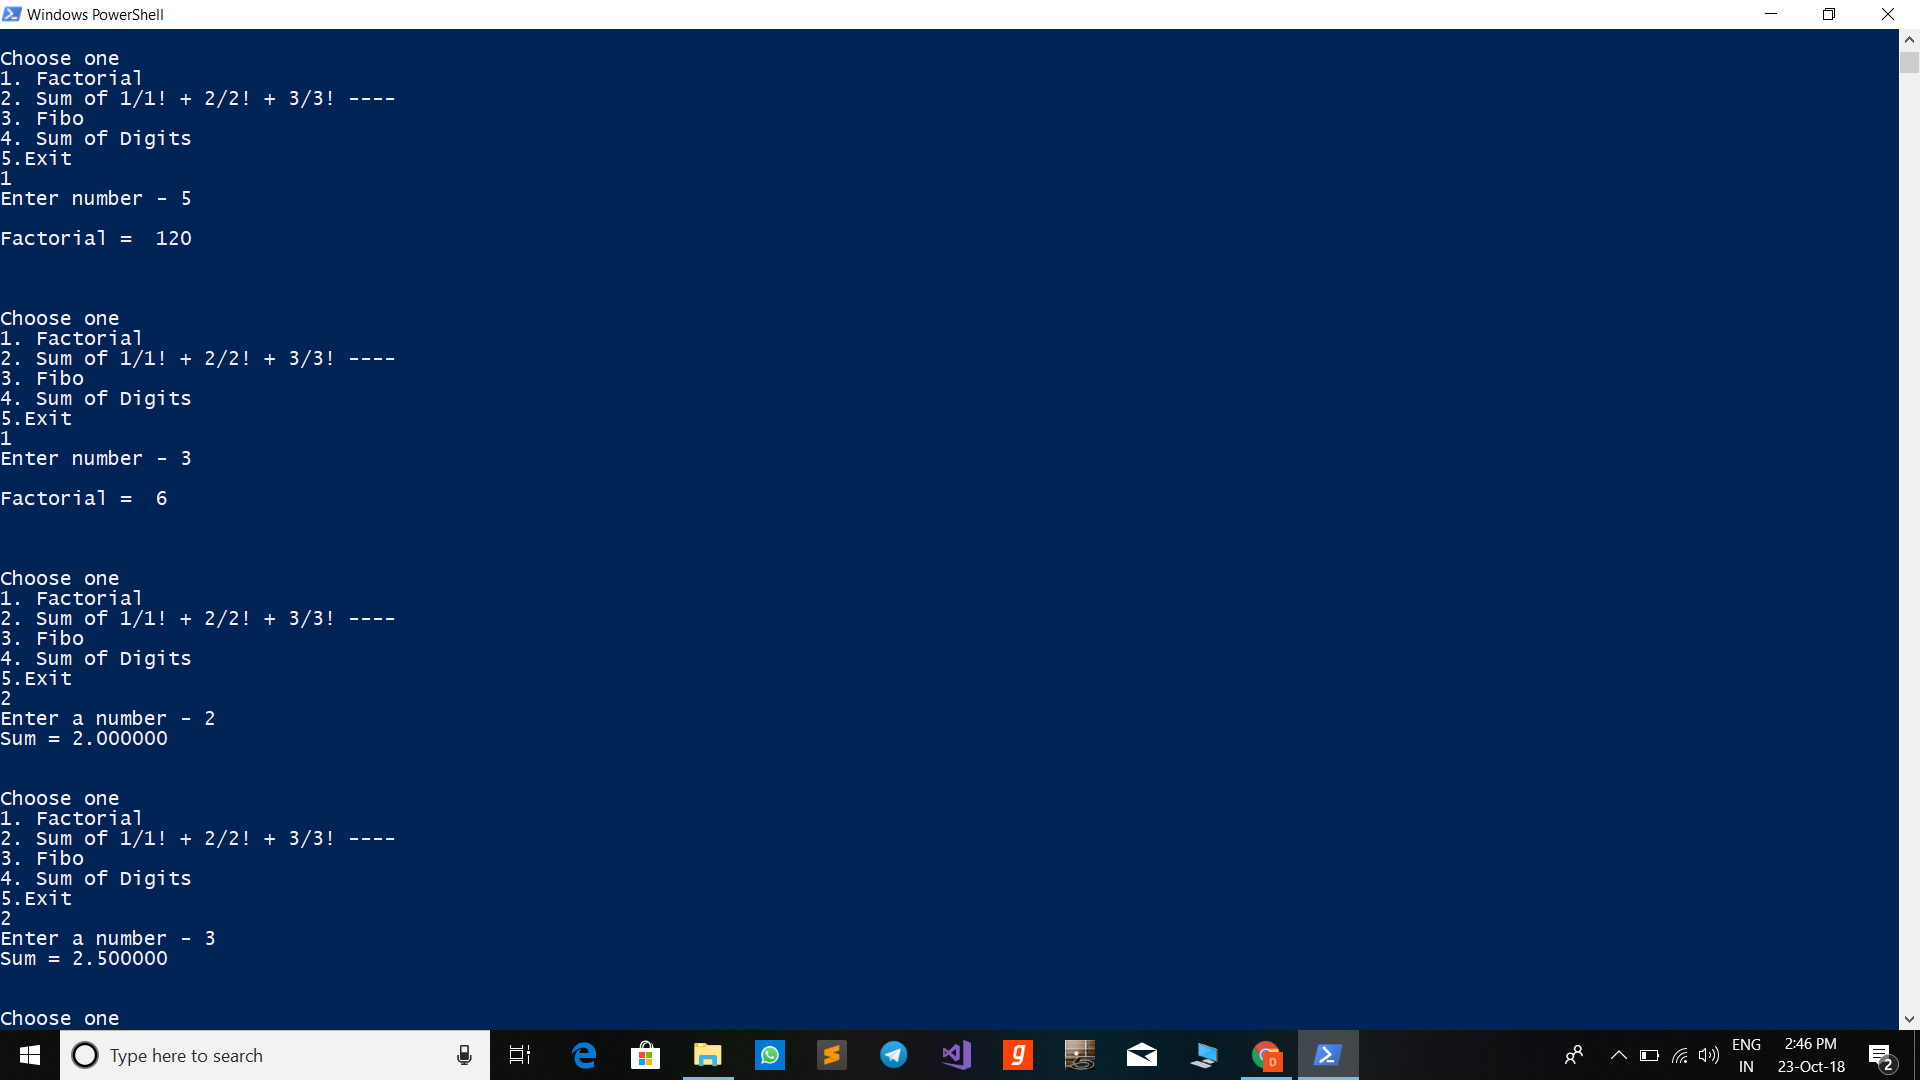 Windows PowerShell
Choose one
1. Factorial
2. Sum of 1/1! + 2/2! + 3/3! ----
3. Fibo
4. Sum of Digits
5.Exit
1
Enter number - 5
Factorial =  120
Choose one
1. Factorial
2. Sum of 1/1! + 2/2! + 3/3! ----
3. Fibo
4. Sum of Digits
5.Exit
1
Enter number - 3
Factorial =  6
Choose one
1. Factorial
2. Sum of 1/1! + 2/2! + 3/3! ----
3. Fibo
4. Sum of Digits
5.Exit
2
Enter a number - 2
Sum = 2.000000
Choose one
1. Factorial
2. Sum of 1/1! + 2/2! + 3/3! ----
3. Fibo
4. Sum of Digits
5.Exit
2
Enter a number - 3
Sum = 2.500000
Choose one
Type here to search
g
D
ENG
IN
2:46 PM
23-Oct-18
2